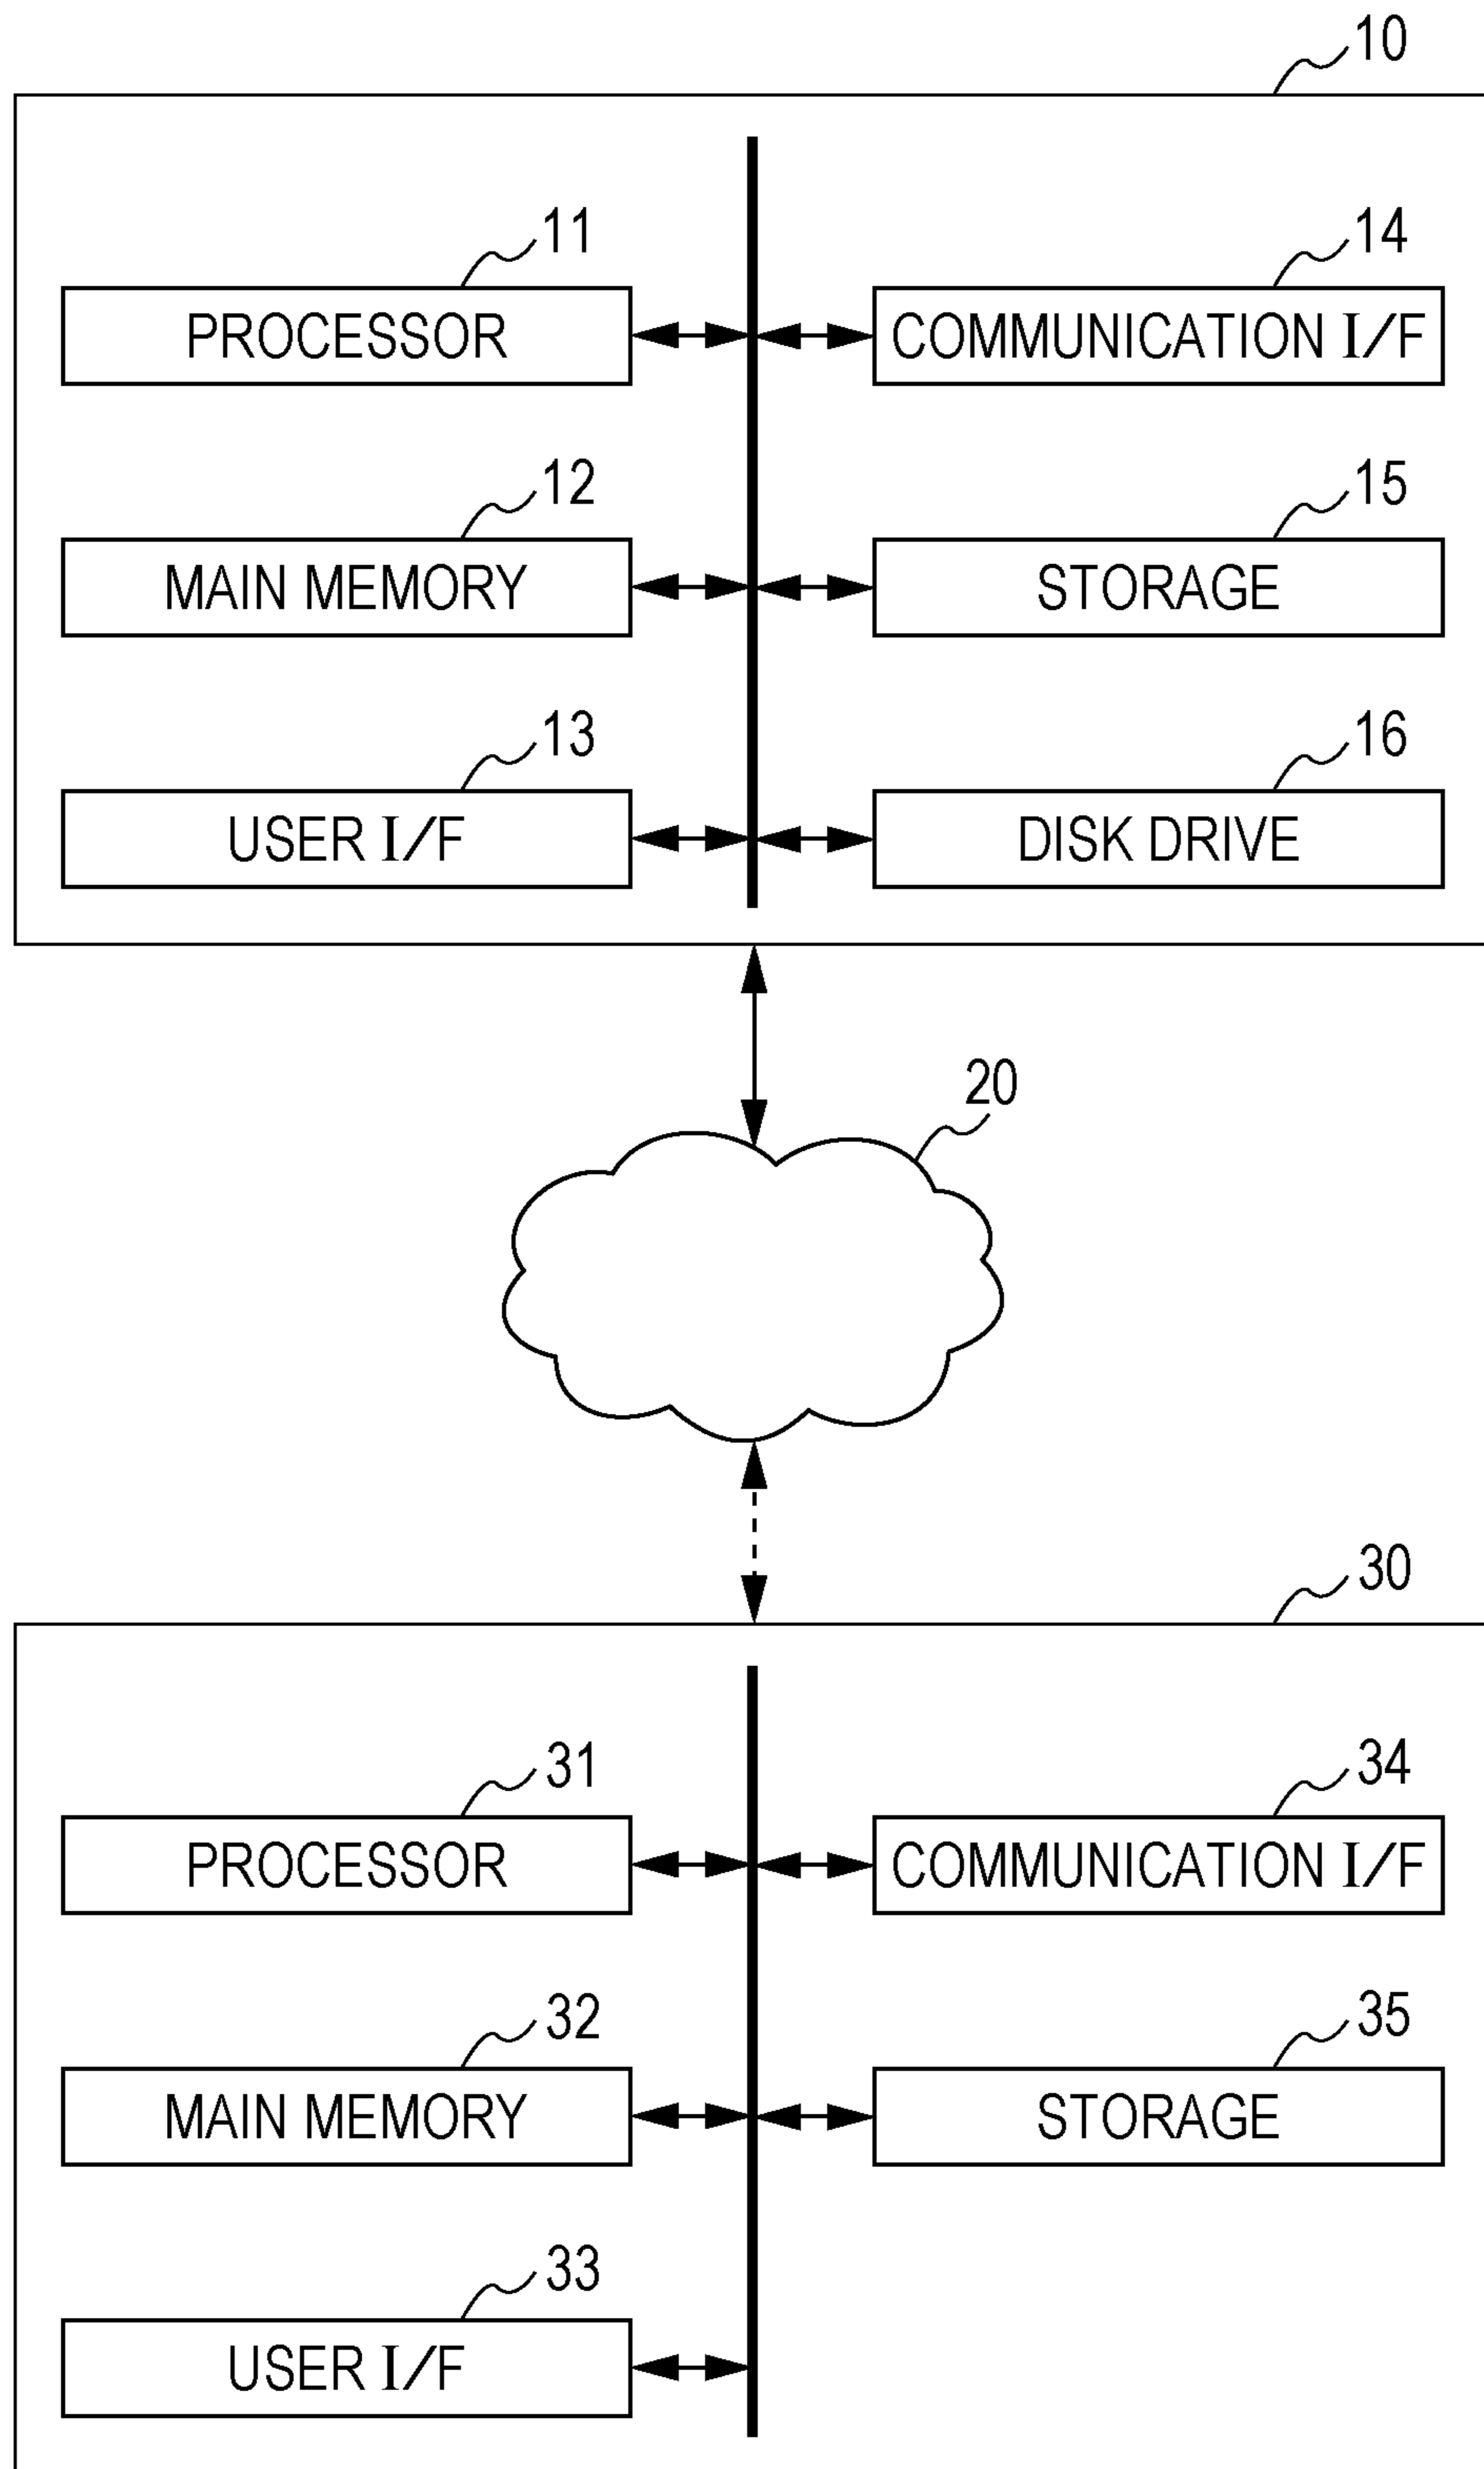 10
11
14
PROCESSOR
COMMUNICATION I/F
12
15
MAIN MEMORY
STORAGE
13
16
USER I/F
DISK DRIVE
20
30
31
34
PROCESSOR
COMMUNICATION I/F
32
35
MAIN MEMORY
STORAGE
33
USER I/F